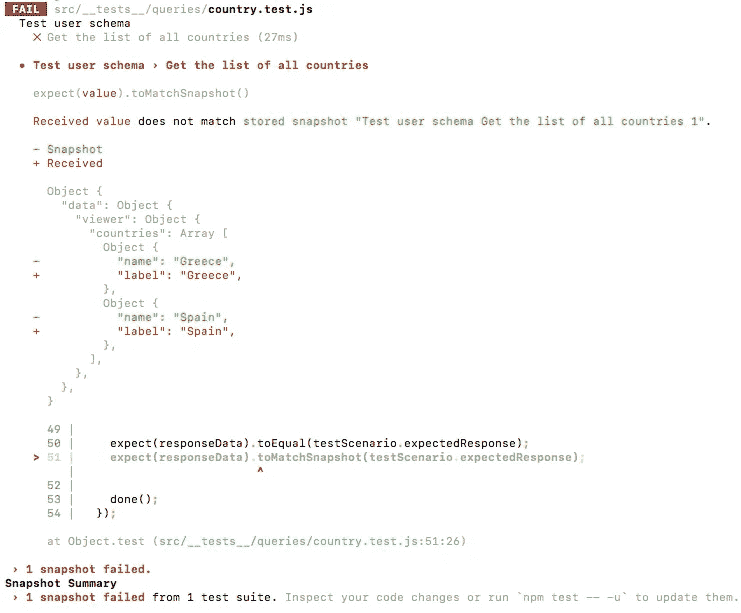 FAIL src/__tests__/queries/country.test.js
Test user schema
✕ Get the list of all countries (27ms)
● Test user schema › Get the list of all countries
expect(value).toMatchSnapshot()
Received value does not match stored snapshot "Test user schema Get the list of all countries 1".
- Snapshot
+ Received
Object {
"data": Object {
"viewer": Object {
"countries": Array [
Object {
- "name": "Greece",
+ "label": "Greece",
},
Object {
- "name": "Spain",
+ "label": "Spain",
},
],
},
},
}
49 |
50 | expect(responseData).toEqual(testScenario.expectedResponse);
> 51 | expect(responseData).toMatchSnapshot(testScenario.expectedResponse);
| ^
52 |
53 | done();
54 | });
at Object.test (src/__tests__/queries/country.test.js:51:26)
› 1 snapshot failed.
Snapshot Summary
› 1 snapshot failed from 1 test suite. Inspect your code changes or run `npm test -- -u` to update them.